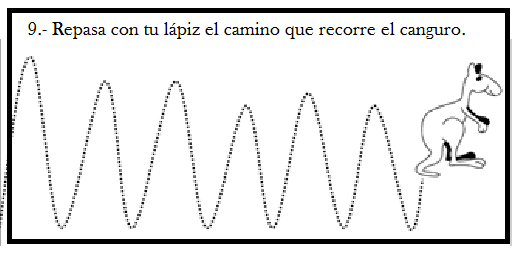 9.- Repasa con tu lápiz el camino que recorre el canguro.